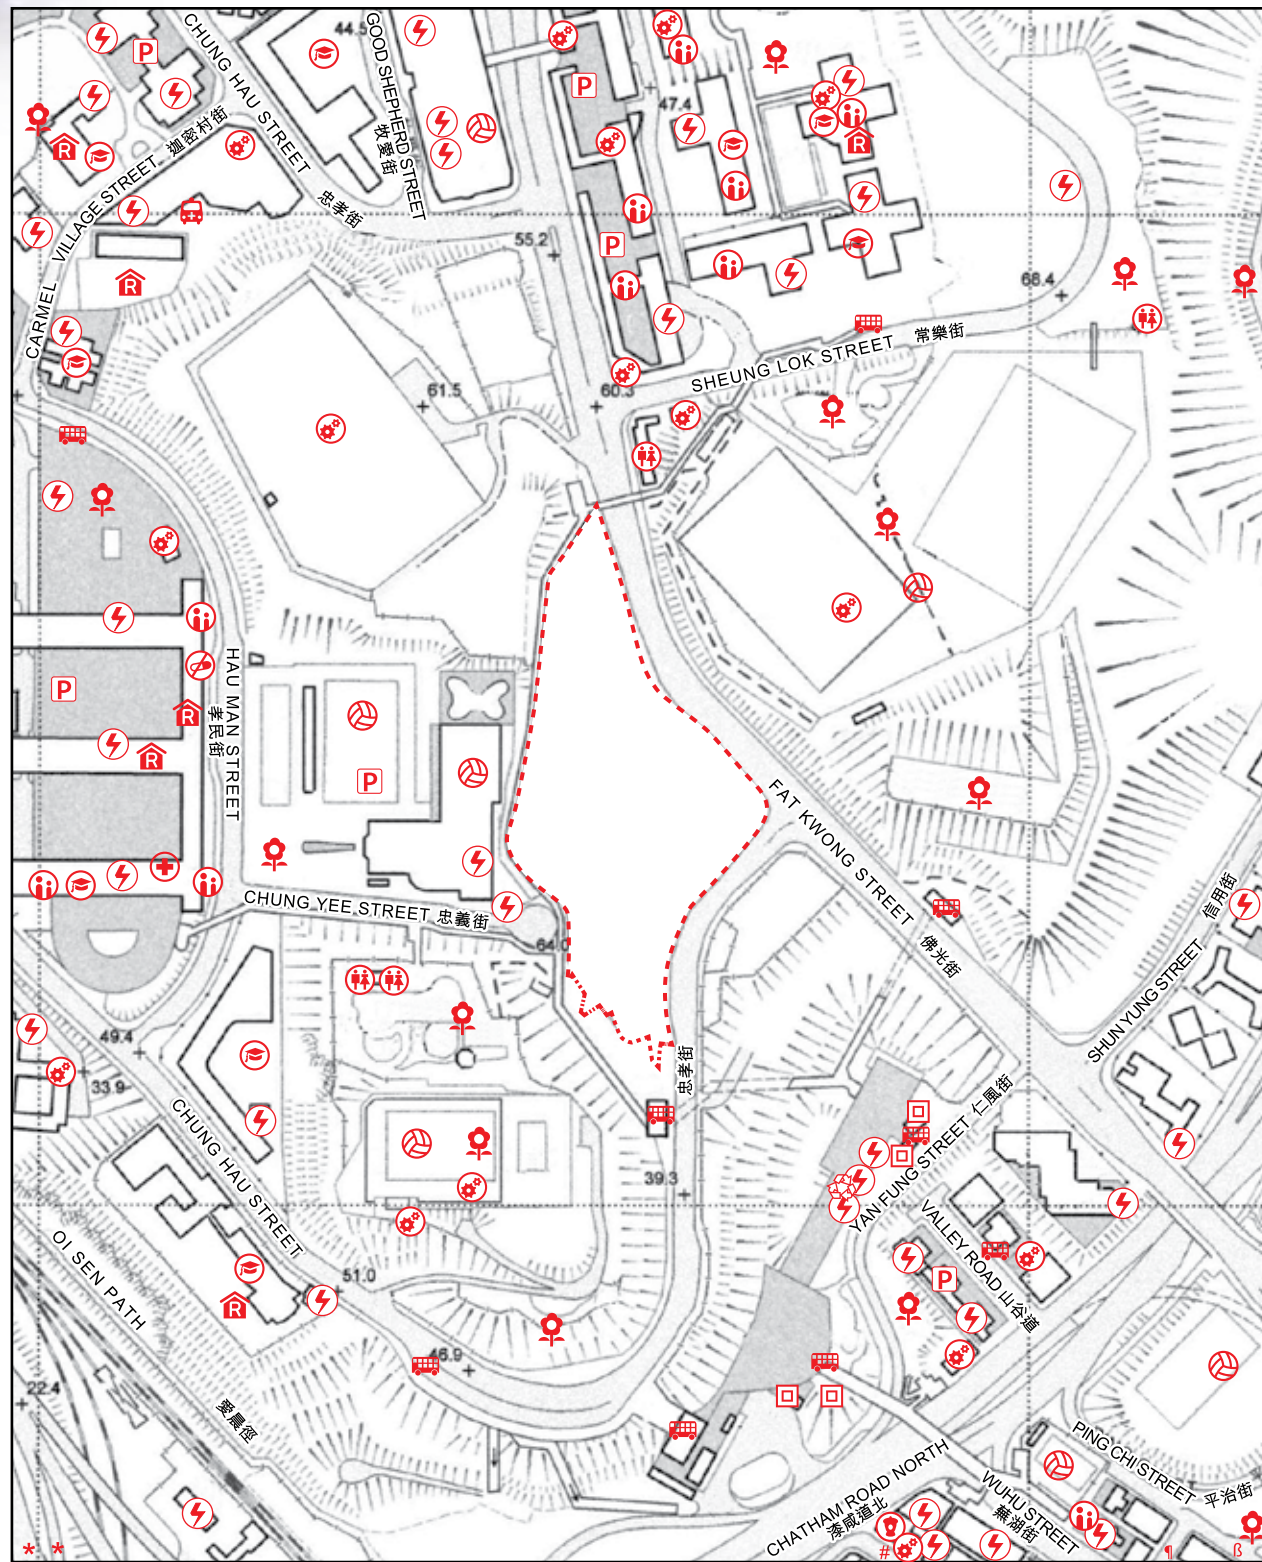 CHUNG HAU STREET
忠孝街
GOOD SHEPHERD STREET
牧愛街
44.5
47.4
P
P
CARMEL VILLAGE STREET 迦密村街
R
R
R
55.2
P
66.4
SHEUNG LOK STREET 常樂街
61.5
60.3
HAU MAN STREET
孝民街
P
R
R
P
FAT KWONG STREET 佛光街
CHUNG YEE STREET 忠義街
64.0
SHUN YUNG STREET 信用街
49.4
33.9
忠孝街
CHUNG HAU STREET
YAN FUNG STREET 仁風街
39.3
VALLEY ROAD 山谷道
OI SEN PATH
愛晨徑
51.0
R
P
46.9
22.4
CHATHAM ROAD NORTH
漆咸道北
WUHU STREET
蕪湖街
PING CHI STREET 平治街
* *
#
¶
ß